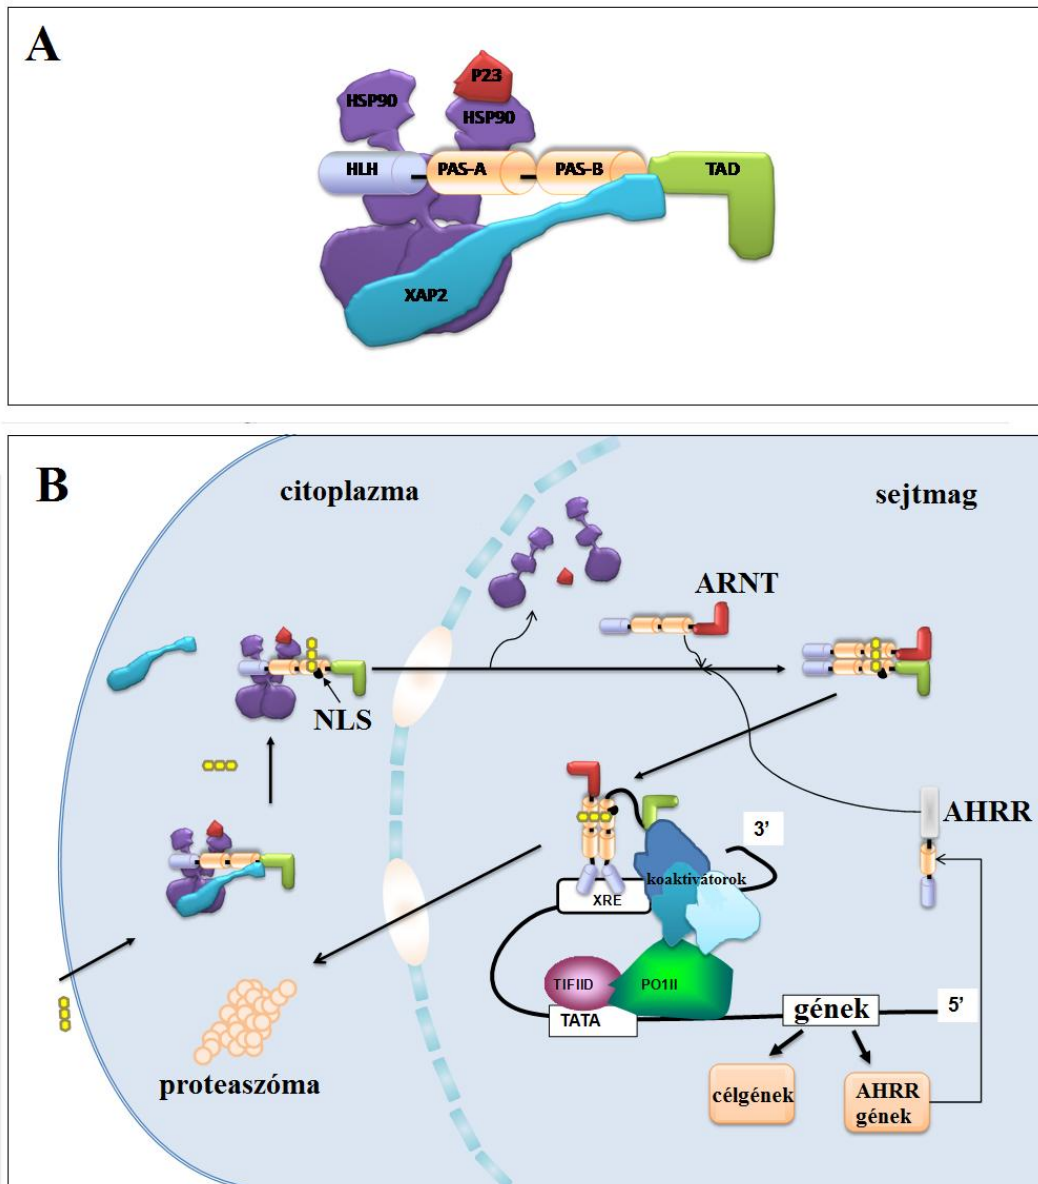 A
P23
HSP90
HSP90
HLH
PAS-A
PAS-B
TAD
XAP2
B
citoplazma
sejtmag
ARNT
NLS
AHRR
3’
koaktivátorok
XRE
TIFIID
PO1II
TATA
gének
5’
proteaszóma
célgének
AHRR
gének